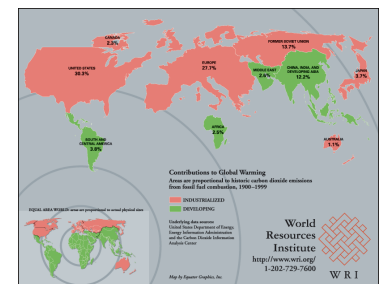 CANADA
2.3%
FORMER SOVIET UNION
13.7%
UNITED STATES
30.3%
EUROPE
27.7%
MIDDLE EAST
2.6%
CHINA, INDIA, AND
DEVELOPING ASIA
12.2%
JAPAN
3.7%
SOUTH AND
CENTRAL AMERICA
3.8%
AFRICA
2.5%
AUSTRALIA
1.1%
Contributions to Global Warming
Areas are proportional to historic carbon dioxide emissions
from fossil fuel combustion, 1900–1999
INDUSTRIALIZED
DEVELOPING
EQUAL AREA WORLD: areas are proportional to actual physical sizes
Underlying data sources:
United States Department of Energy,
Energy Information Administration
and the Carbon Dioxide Information
Analysis Center
Map by Equator Graphics, Inc
World
Resources
Institute
http://www.wri.org/
1-202-729-7600
WRI